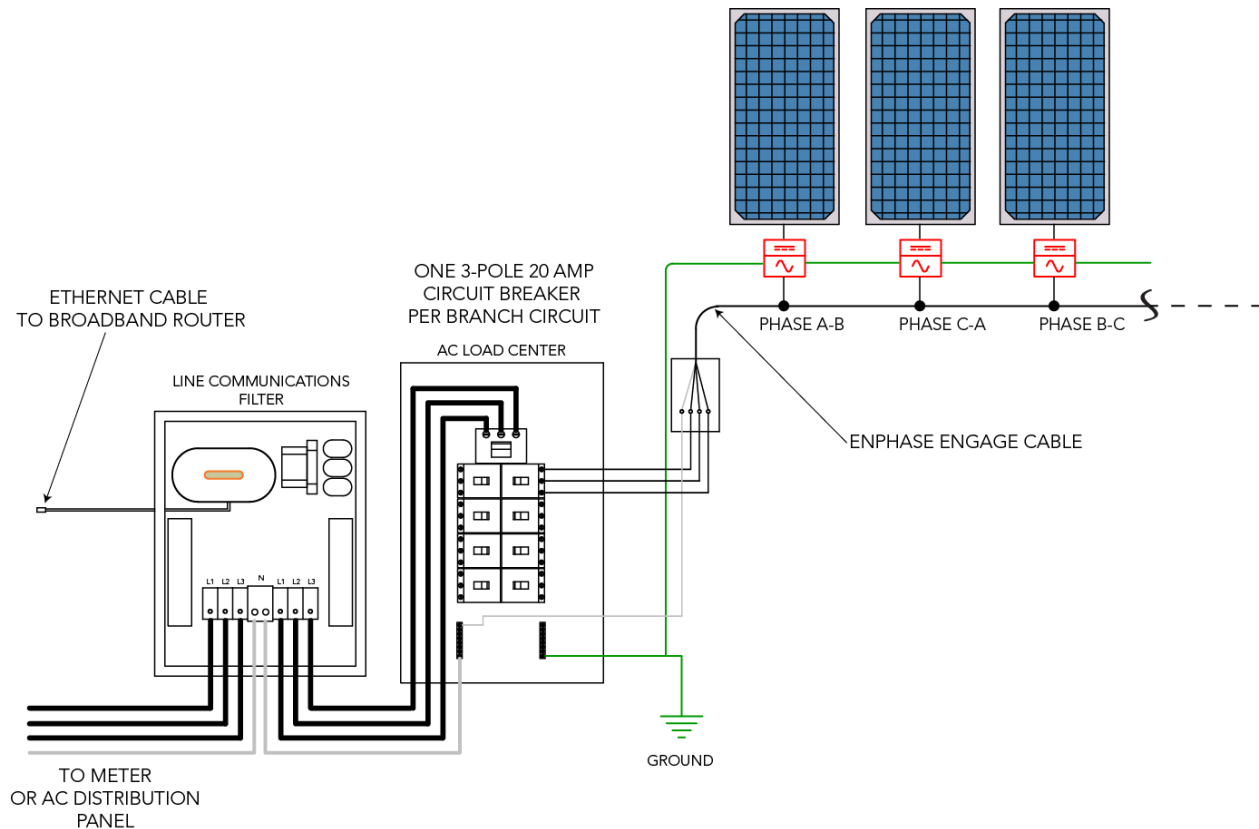 ETHERNET CABLE
TO BROADBAND ROUTER
LINE COMMUNICATIONS
FILTER
ONE 3-POLE 20 AMP
CIRCUIT BREAKER
PER BRANCH CIRCUIT
AC LOAD CENTER
PHASE A-B
PHASE C-A
PHASE B-C
ENPHASE ENGAGE CABLE
L1 L2 L3 N L1 L2 L3
GROUND
TO METER
OR AC DISTRIBUTION
PANEL